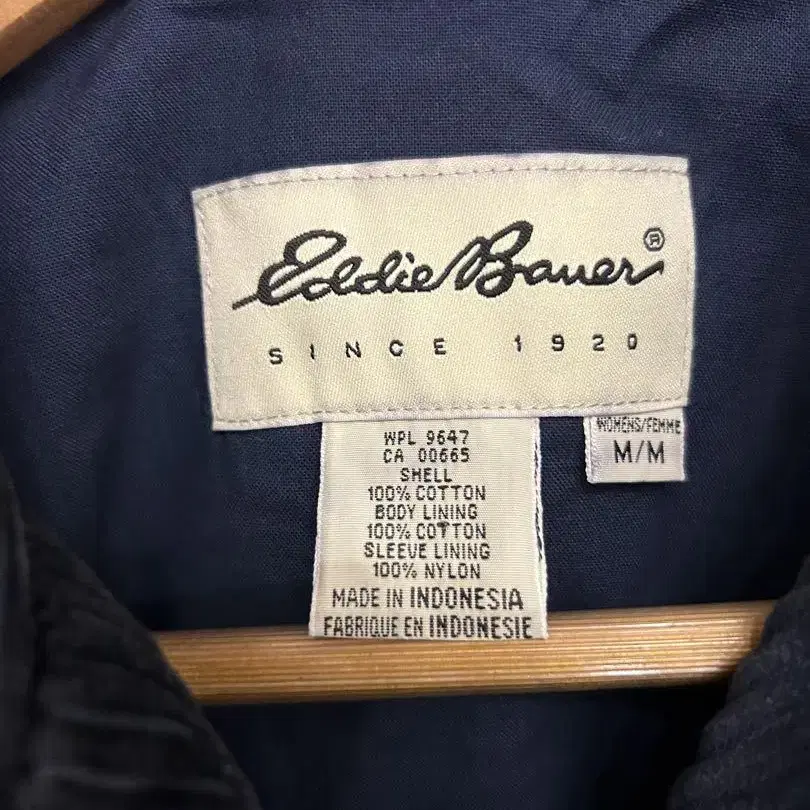 Eddie Bauer®
SINCE 1920
WOMENS/FEMME
M/M
WPL 9647
CA 00665
SHELL
100% COTTON
BODY LINING
100% COTTON
SLEEVE LINING
100% NYLON
MADE IN INDONESIA
FABRIQUE EN INDONESIE